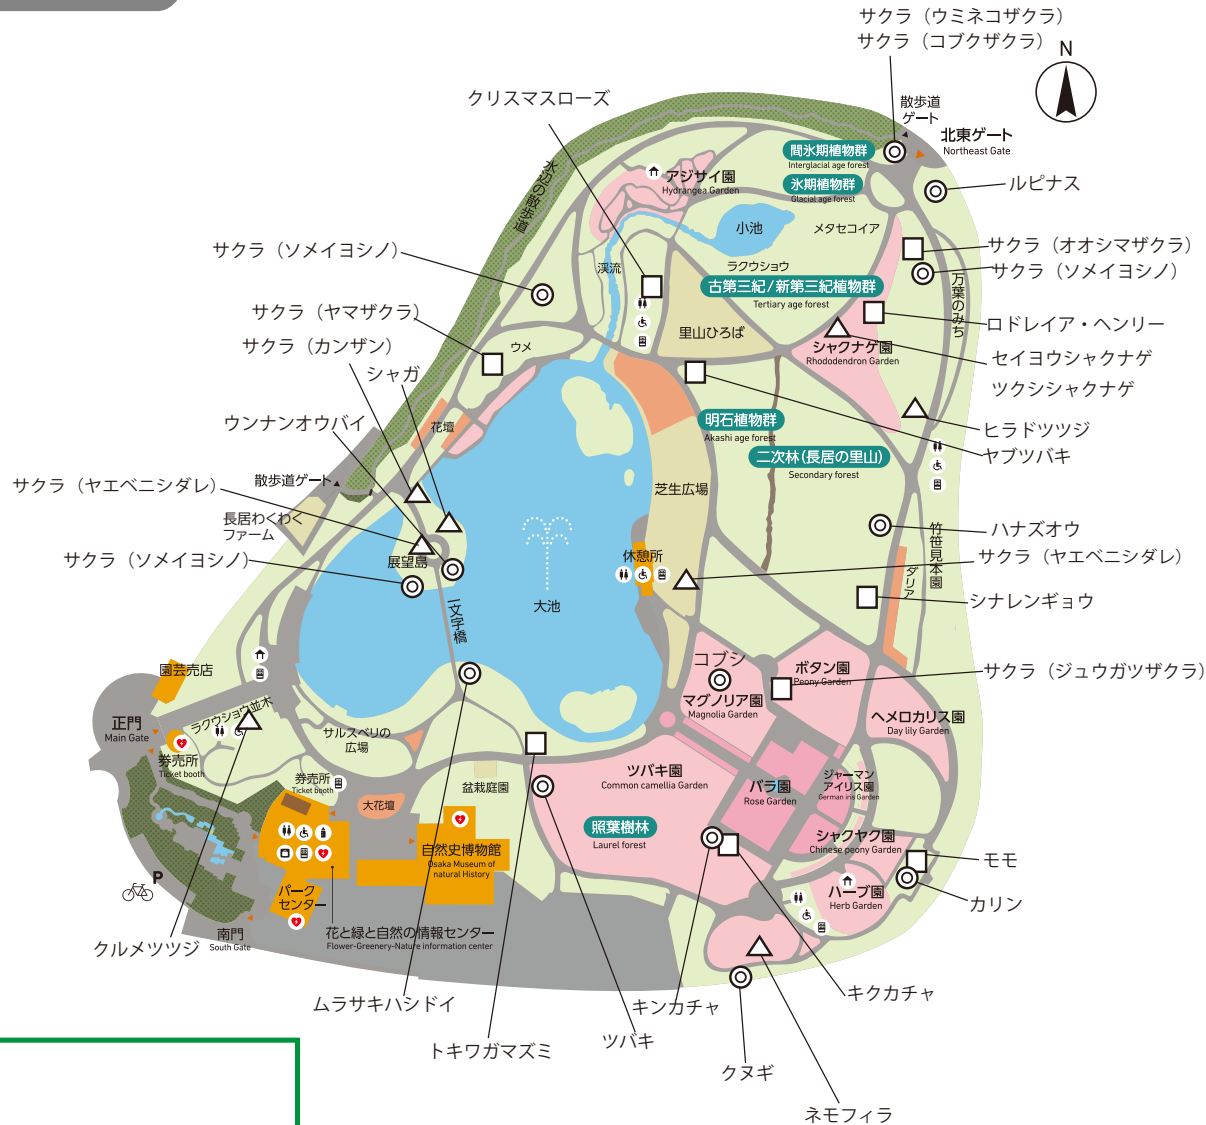 サクラ（ウミネコザクラ）
サクラ（コブクザクラ）
N
クリスマスローズ
散歩道
ゲート
北東ゲート
Northeast Gate
間氷期植物群
Interglacial age forest
氷期植物群
Glacial age forest
水辺の散歩道
アジサイ園
Hydrangea Garden
ルピナス
小池
メタセコイア
サクラ（ソメイヨシノ）
サクラ（オオシマザクラ）
サクラ（ソメイヨシノ）
渓流
ラクウショウ
古第三紀/新第三紀植物群
Tertiary age forest
万葉のみち
サクラ（ヤマザクラ）
里山ひろば
ロドレイア・ヘンリー
サクラ（カンザン）
ウメ
シャクナゲ園
Rhododendron Garden
セイヨウシャクナゲ
ツクシシャクナゲ
シャガ
ウンナンオウバイ
花壇
明石植物群
Akashi age forest
ヒラドツツジ
ヤブツバキ
二次林(長居の里山)
Secondary forest
サクラ（ヤエベニシダレ）
散歩道ゲート
芝生広場
長居わくわく
ファーム
ハナズオウ
竹笹見本園
サクラ（ソメイヨシノ）
展望島
休憩所
サクラ（ヤエベニシダレ）
ダリア
大池
一文字橋
シナレンギョウ
園芸売店
コブシ
ボタン園
Peony Garden
サクラ（ジュウガツザクラ）
マグノリア園
Magnolia Garden
ラクウショウ並木
正門
Main Gate
ヘメロカリス園
Day lily Garden
サルスベリの
広場
券売所
Ticket booth
券売所
Ticket booth
ツバキ園
Common camellia Garden
バラ園
Rose Garden
ジャーマン
アイリス園
German iris Garden
盆栽庭園
大花壇
照葉樹林
Laurel forest
シャクヤク園
Chinese peony Garden
自然史博物館
Osaka Museum of
natural History
モモ
P
パーク
センター
ハーブ園
Herb Garden
カリン
南門
South Gate
花と緑と自然の情報センター
Flower-Greenery-Nature information center
クルメツツジ
ムラサキハシドイ
キンカチャ
キクカチャ
トキワガマズミ
ツバキ
クヌギ
ネモフィラ